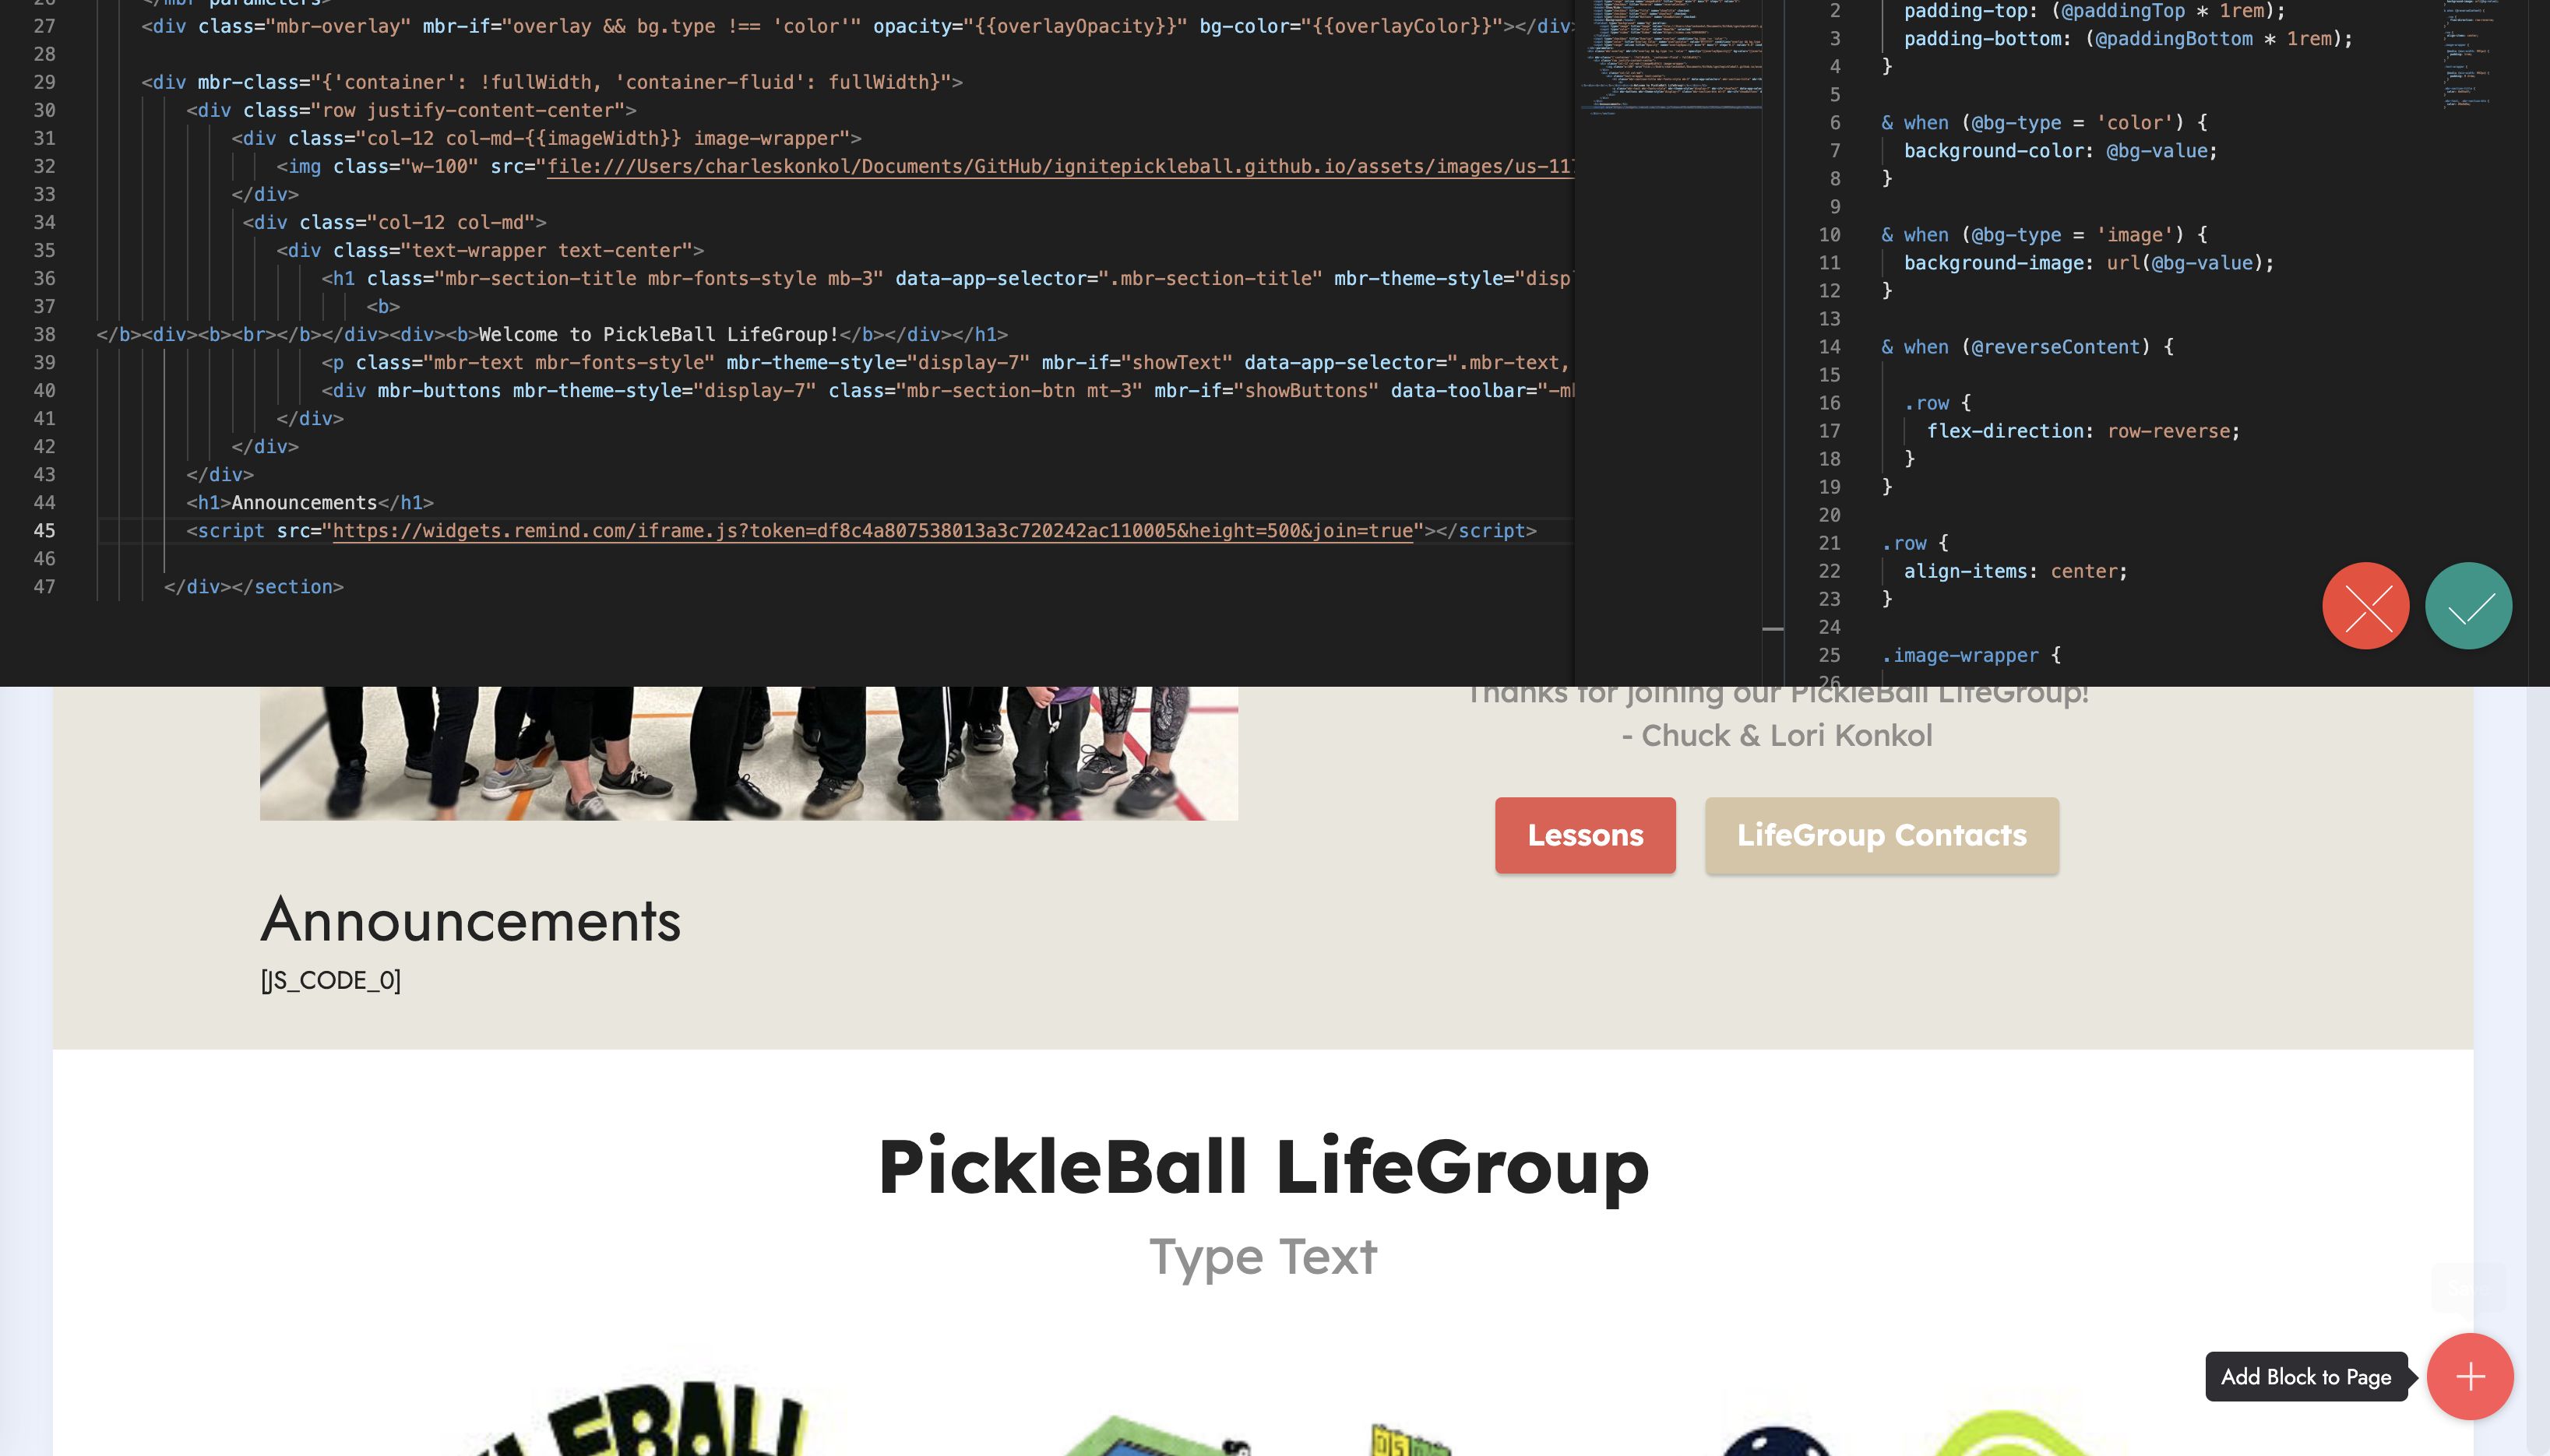 26 </mbr-parameters>
27 <div class="mbr-overlay" mbr-if="overlay && bg.type !== 'color'" opacity="{{overlayOpacity}}" bg-color="{{overlayColor}}"></div>
28
29 <div mbr-class="{'container': !fullWidth, 'container-fluid': fullWidth}">
30 <div class="row justify-content-center">
31 <div class="col-12 col-md-{{imageWidth}} image-wrapper">
32 <img class="w-100" src="file:///Users/charleskonkol/Documents/GitHub/ignitepickleball.github.io/assets/images/us-117
33 </div>
34 <div class="col-12 col-md">
35 <div class="text-wrapper text-center">
36 <h1 class="mbr-section-title mbr-fonts-style mb-3" data-app-selector=".mbr-section-title" mbr-theme-style="disp
37 <b>
38 </b><div><b><br></b></div><div><b>Welcome to PickleBall LifeGroup!</b></div></h1>
39 <p class="mbr-text mbr-fonts-style" mbr-theme-style="display-7" mbr-if="showText" data-app-selector=".mbr-text,
40 <div mbr-buttons mbr-theme-style="display-7" class="mbr-section-btn mt-3" mbr-if="showButtons" data-toolbar="-mb
41 </div>
42 </div>
43 </div>
44 <h1>Announcements</h1>
45 <script src="https://widgets.remind.com/iframe.js?token=df8c4a807538013a3c720242ac110005&height=500&join=true"></script>
46
47 </div></section>
2 padding-top: (@paddingTop * 1rem);
3 padding-bottom: (@paddingBottom * 1rem);
4 }
5
6 & when (@bg-type = 'color') {
7 background-color: @bg-value;
8 }
9
10 & when (@bg-type = 'image') {
11 background-image: url(@bg-value);
12 }
13
14 & when (@reverseContent) {
15
16 .row {
17 flex-direction: row-reverse;
18 }
19 }
20
21 .row {
22 align-items: center;
23 }
24
25 .image-wrapper {
26
Thanks for joining our PickleBall LifeGroup!
- Chuck & Lori Konkol
Lessons
LifeGroup Contacts
Announcements
[JS_CODE_0]
PickleBall LifeGroup
Type Text
Add Block to Page